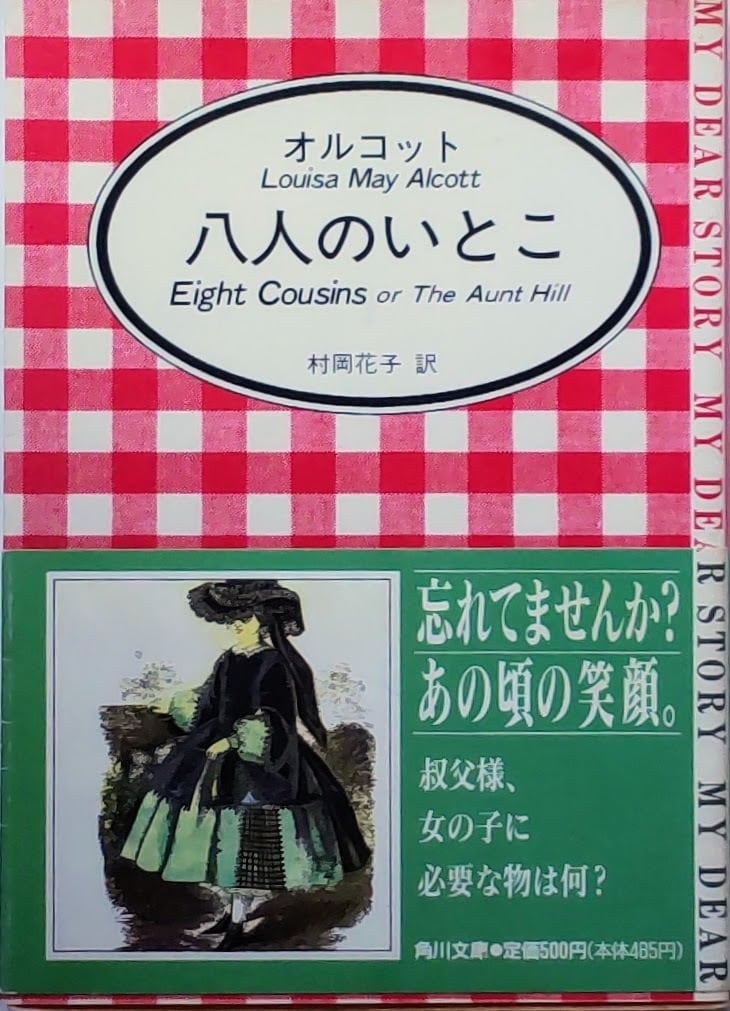 オルコット
Louisa May Alcott
八人のいとこ
Eight Cousins or The Aunt Hill
村岡花子 訳
忘れてませんか?
あの頃の笑顔。
叔父様、
女の子に
必要な物は何?
角川文庫●定価500円(本体485円)
MY DEAR STORY MY DEAR STORY MY DEAR